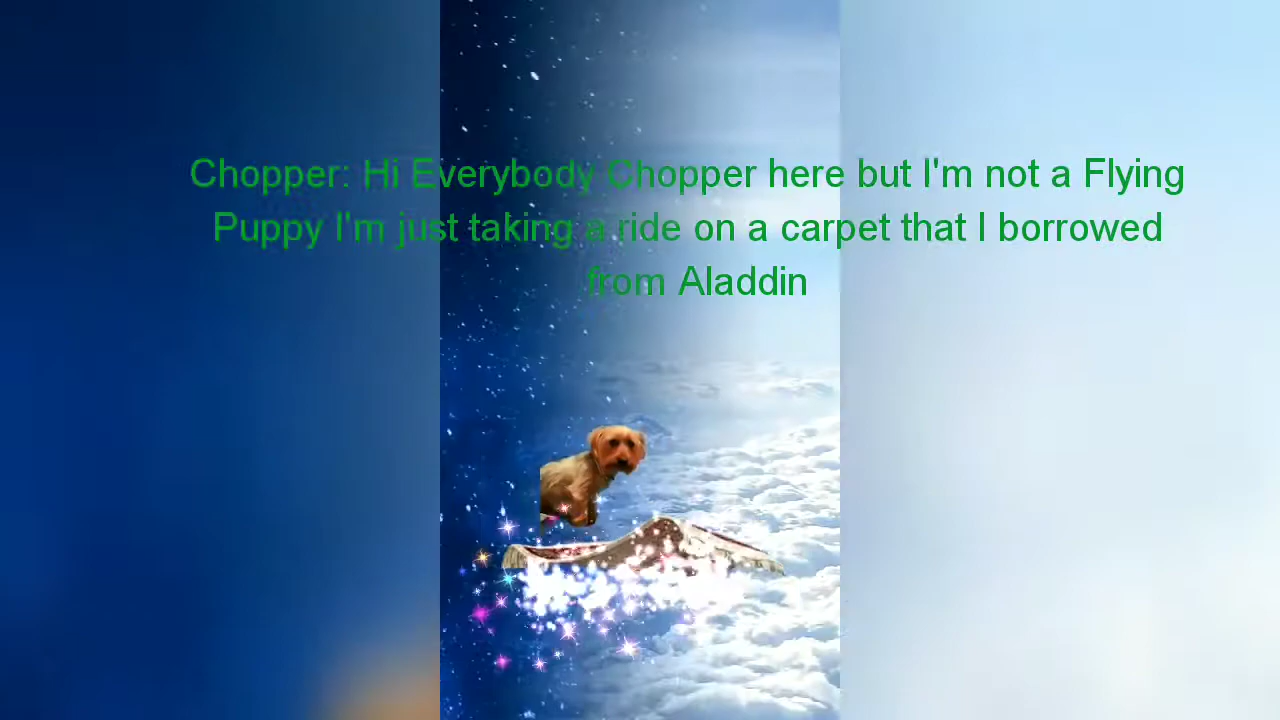 Chopper: Hi Everybody Chopper here but I'm not a Flying
Puppy I'm just taking a ride on a carpet that I borrowed
from Aladdin